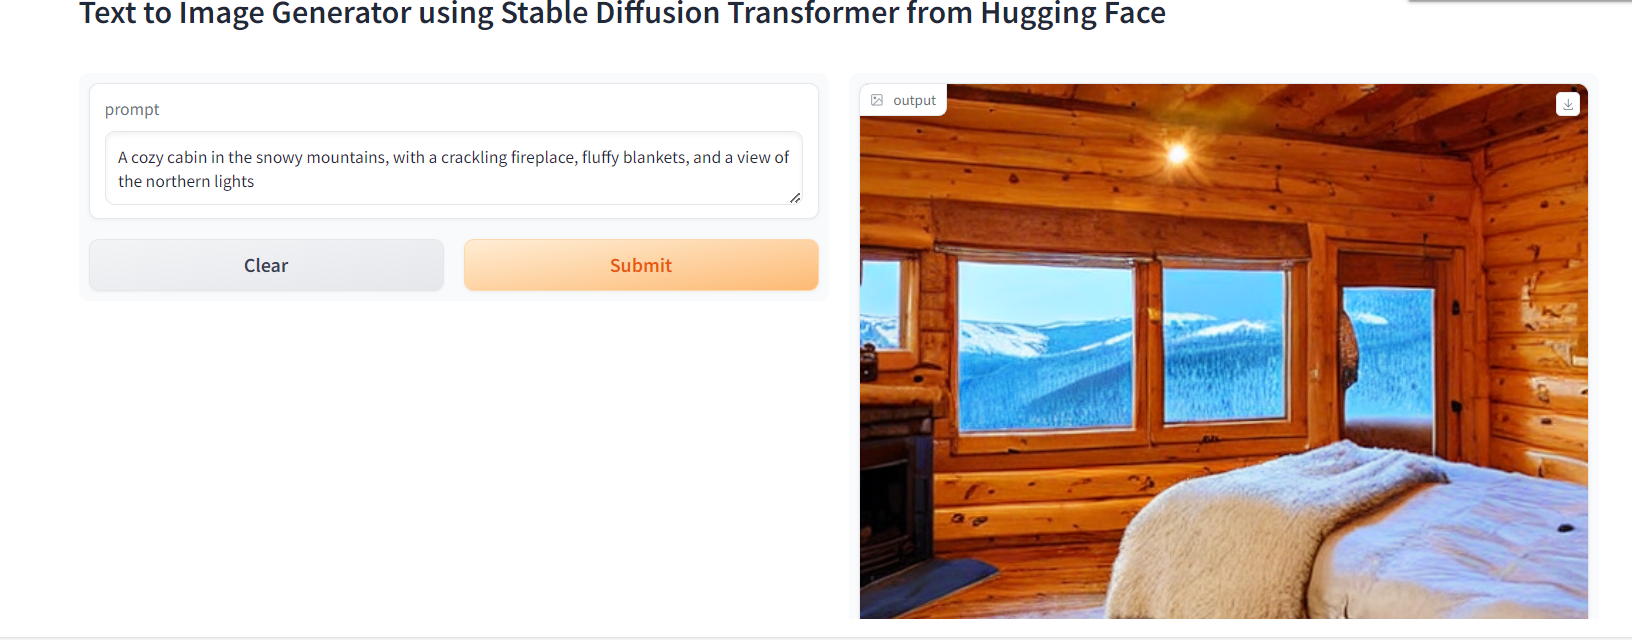 Text to Image Generator using Stable Diffusion Transformer from Hugging Face
prompt
A cozy cabin in the snowy mountains, with a crackling fireplace, fluffy blankets, and a view of
the northern lights
Clear
Submit
output